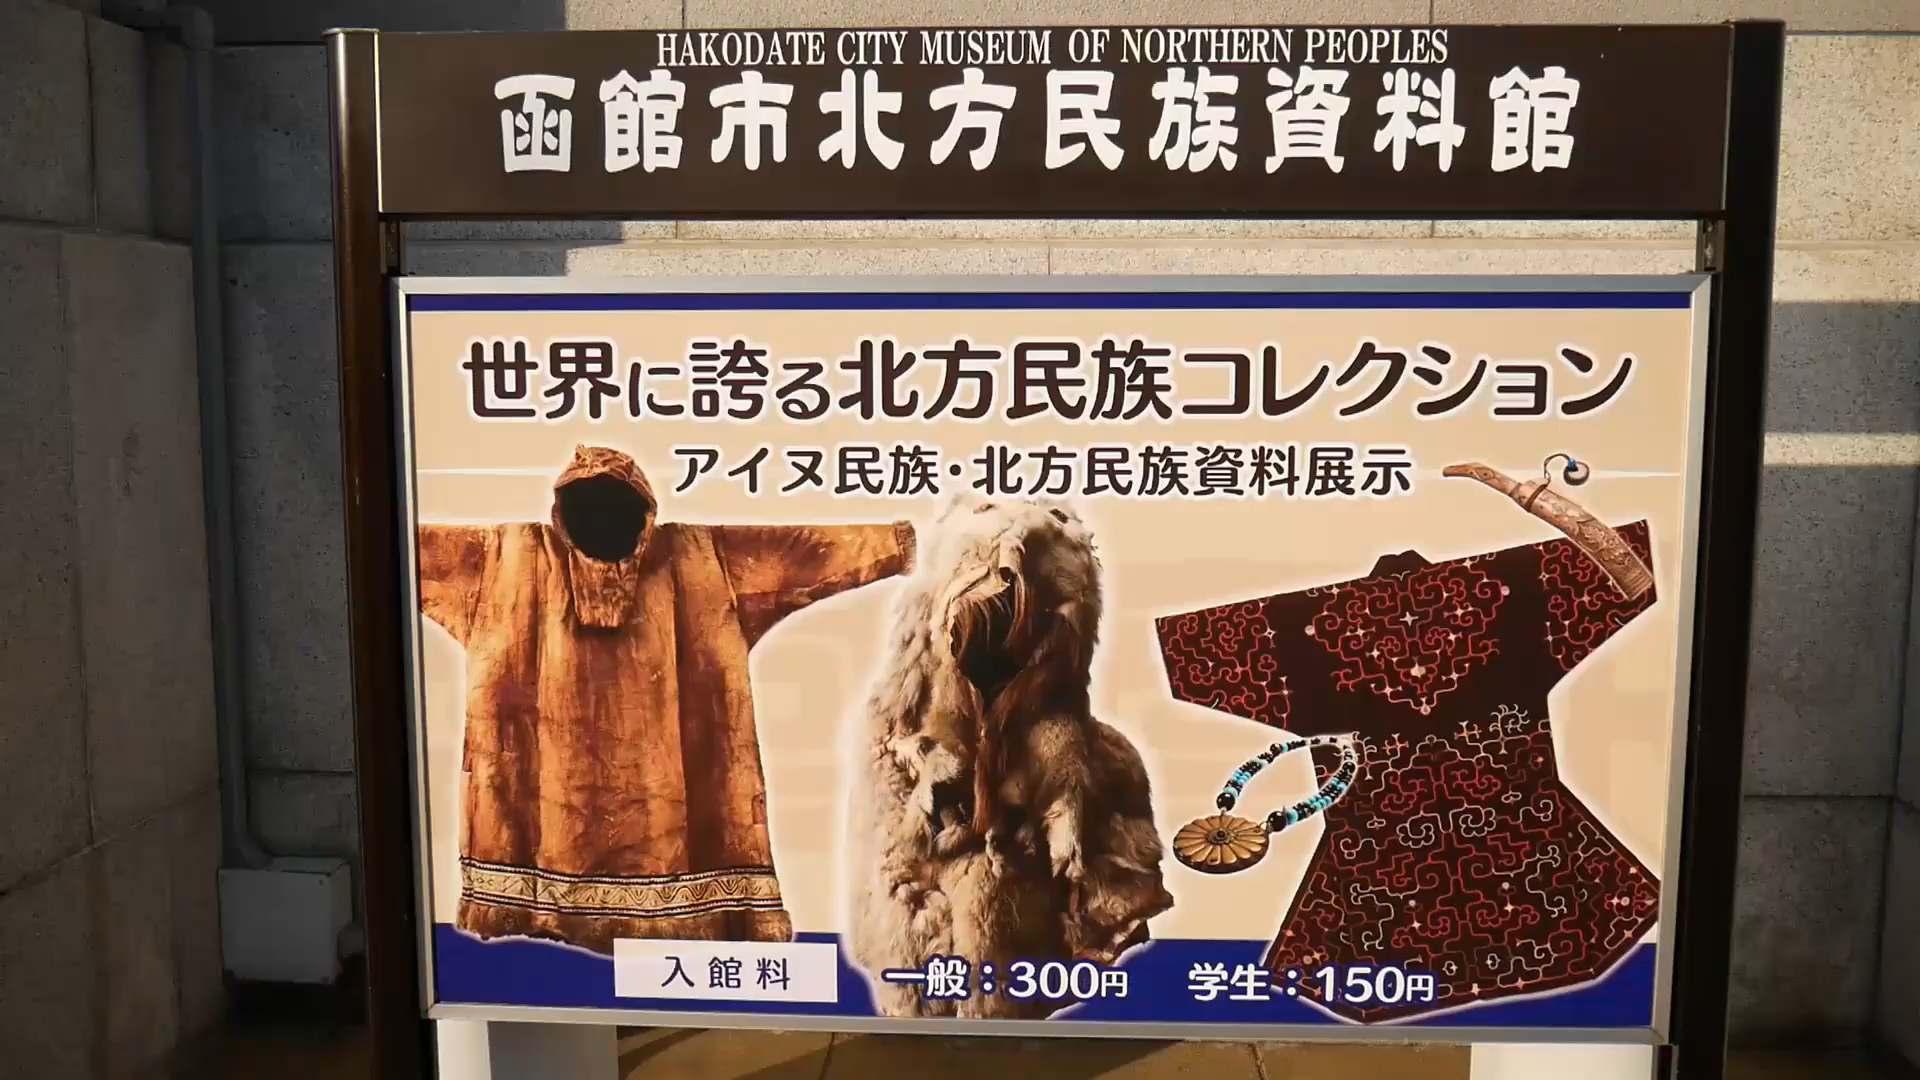 HAKODATE CITY MUSEUM OF NORTHERN PEOPLES
函館市北方民族資料館
世界に誇る北方民族コレクション
アイヌ民族・北方民族資料展示
入館料 一般：300円 学生：150円